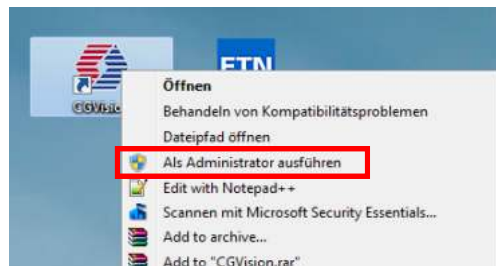 ETN
CGVision
Öffnen
Behandeln von Kompatibilitätsproblemen
Dateipfad öffnen
Als Administrator ausführen
Edit with Notepad++
Scannen mit Microsoft Security Essentials...
Add to archive...
Add to "CGVision.rar"